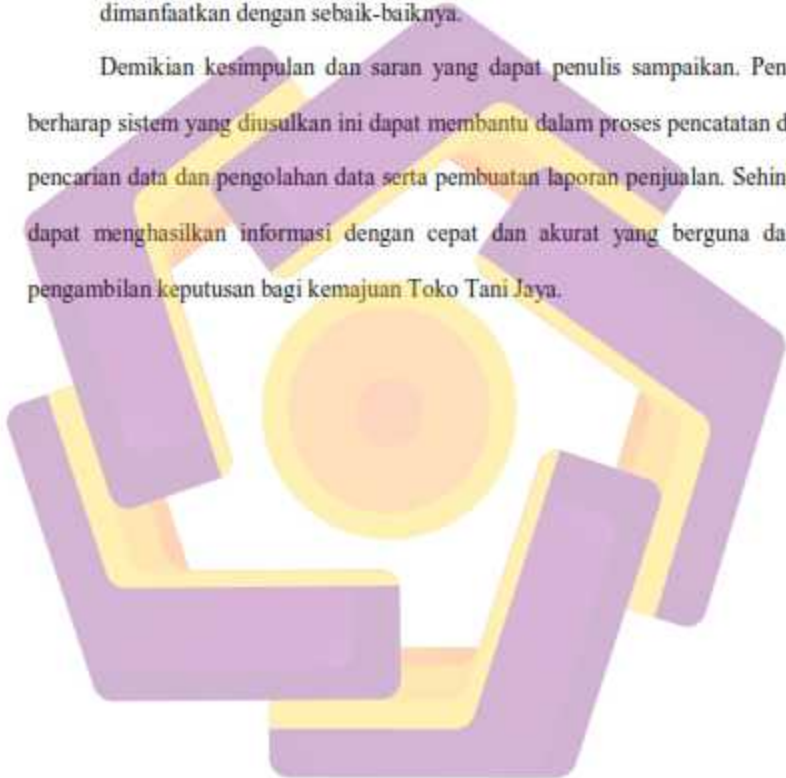 dimanfaatkan dengan sebaik-baiknya.
Demikian kesimpulan dan saran yang dapat penulis sampaikan. Pen
berharap sistem yang diusulkan ini dapat membantu dalam proses pencatatan d
pencarian data dan pengolahan data serta pembuatan laporan penjualan. Sehin
dapat menghasilkan informasi dengan cepat dan akurat yang berguna da
pengambilan keputusan bagi kemajuan Toko Tani Jaya.